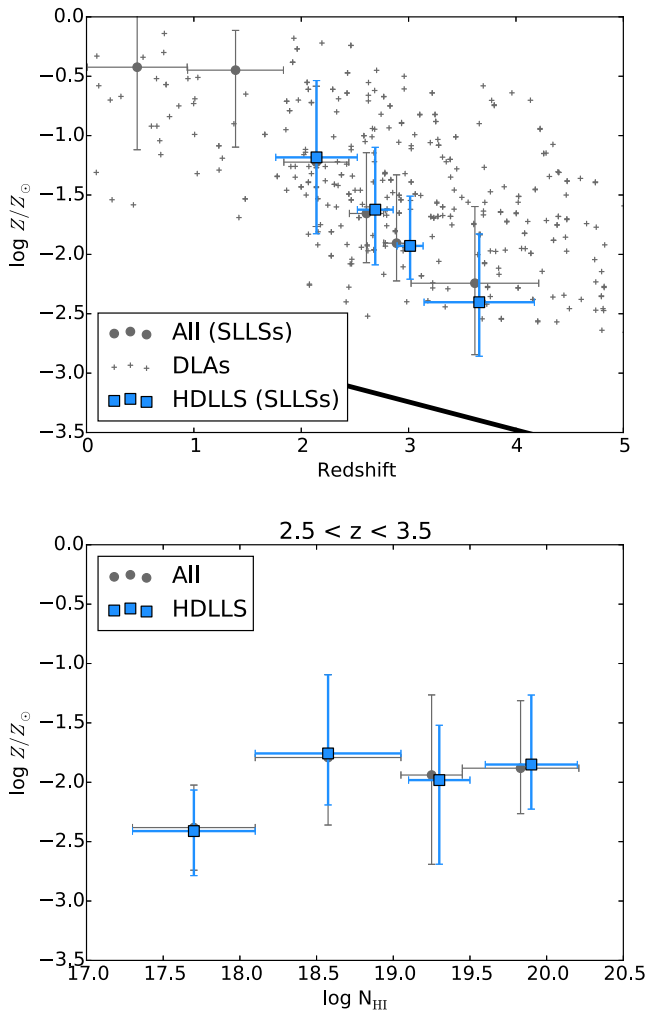 0.0
−0.5
−1.0
−1.5
−2.0
−2.5
−3.0
−3.5
log Z/Z⊙
All (SLLSs)
DLAs
HDLLS (SLLSs)
0 1 2 3 4 5
Redshift
2.5 < z < 3.5
0.0
−0.5
−1.0
−1.5
−2.0
−2.5
−3.0
−3.5
log Z/Z⊙
All
HDLLS
17.0 17.5 18.0 18.5 19.0 19.5 20.0 20.5
log N_HI